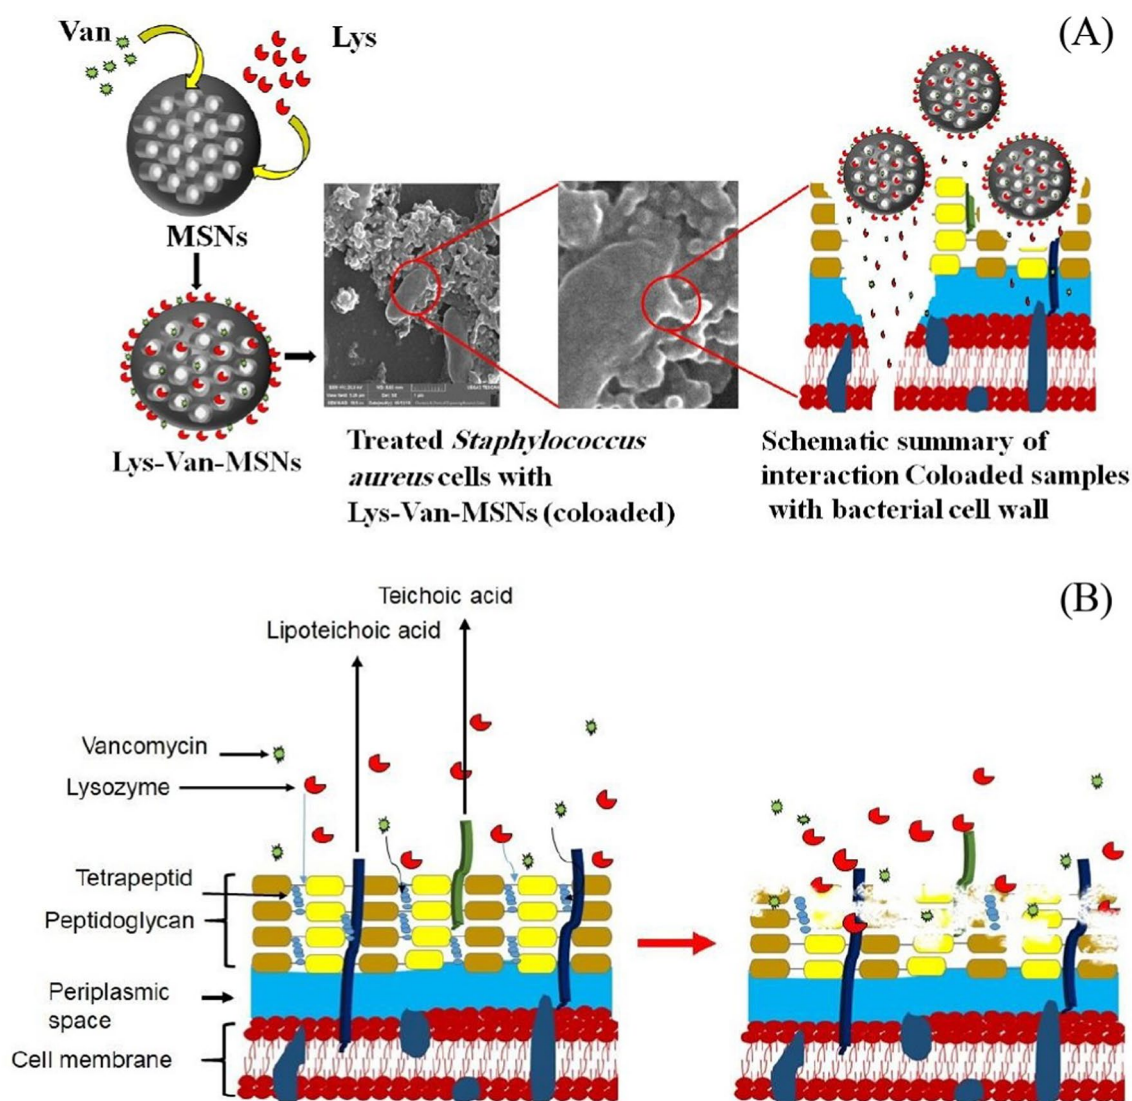 Van
Lys
(A)
MSNs
Lys-Van-MSNs
Treated Staphylococcus
aureus cells with
Lys-Van-MSNs (coloaded)
Schematic summary of
interaction Coloaded samples
with bacterial cell wall
(B)
Teichoic acid
Lipoteichoic acid
Vancomycin
Lysozyme
Tetrapeptid
Peptidoglycan
Periplasmic
space
Cell membrane